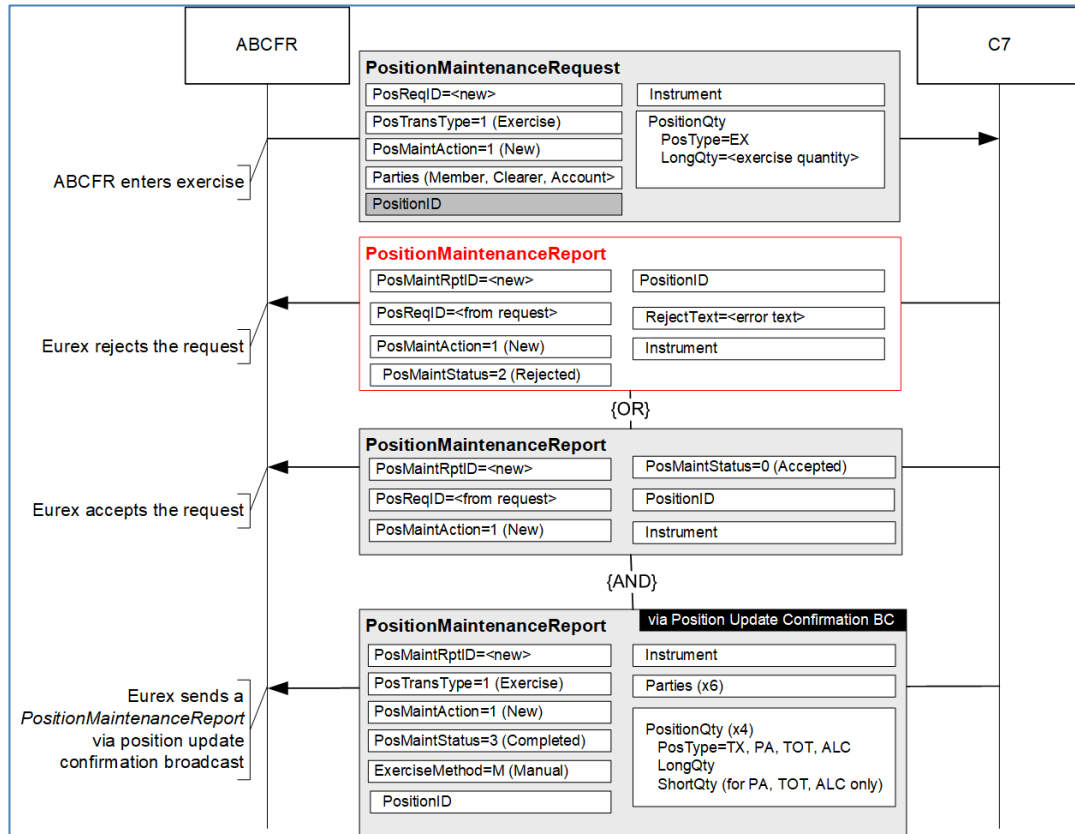 ABCFR
C7
PositionMaintenanceRequest
PosReqID=<new>
Instrument
PosTransType=1 (Exercise)
PositionQty
PosType=EX
LongQty=<exercise quantity>
PosMaintAction=1 (New)
Parties (Member, Clearer, Account>
PositionID
ABCFR enters exercise
PositionMaintenanceReport
PosMaintRptID=<new>
PositionID
PosReqID=<from request>
RejectText=<error text>
PosMaintAction=1 (New)
Instrument
PosMaintStatus=2 (Rejected)
Eurex rejects the request
{OR}
PositionMaintenanceReport
PosMaintRptID=<new>
PosMaintStatus=0 (Accepted)
PosReqID=<from request>
PositionID
PosMaintAction=1 (New)
Instrument
Eurex accepts the request
{AND}
via Position Update Confirmation BC
PositionMaintenanceReport
PosMaintRptID=<new>
Instrument
PosTransType=1 (Exercise)
Parties (x6)
PosMaintAction=1 (New)
PositionQty (x4)
PosType=TX, PA, TOT, ALC
LongQty
ShortQty (for PA, TOT, ALC only)
PosMaintStatus=3 (Completed)
ExerciseMethod=M (Manual)
PositionID
Eurex sends a
PositionMaintenanceReport
via position update
confirmation broadcast